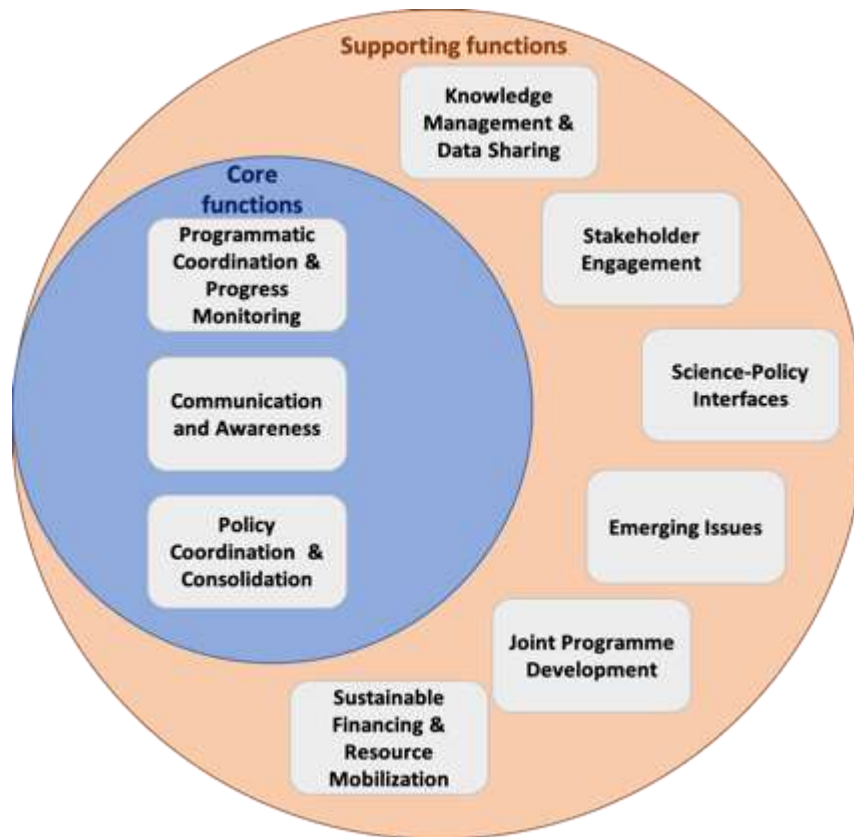 Supporting functions
Knowledge
Management &
Data Sharing
Core
functions
Programmatic
Coordination &
Progress
Monitoring
Stakeholder
Engagement
Science-Policy
Interfaces
Communication
and Awareness
Policy
Coordination &
Consolidation
Emerging Issues
Joint Programme
Development
Sustainable
Financing &
Resource
Mobilization